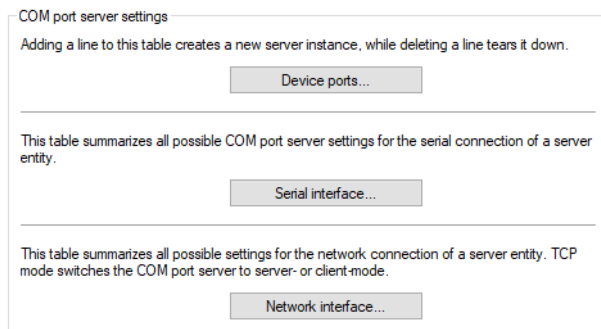 COM port server settings
Adding a line to this table creates a new server instance, while deleting a line tears it down.
Device ports...
This table summarizes all possible COM port server settings for the serial connection of a server
entity.
Serial interface...
This table summarizes all possible settings for the network connection of a server entity. TCP
mode switches the COM port server to server- or client-mode.
Network interface...